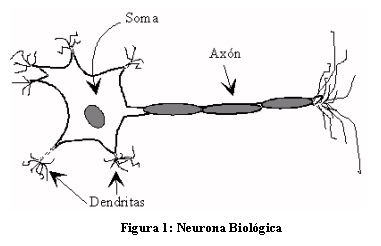 Soma
Axón
Dendritas
Figura 1: Neurona Biológica